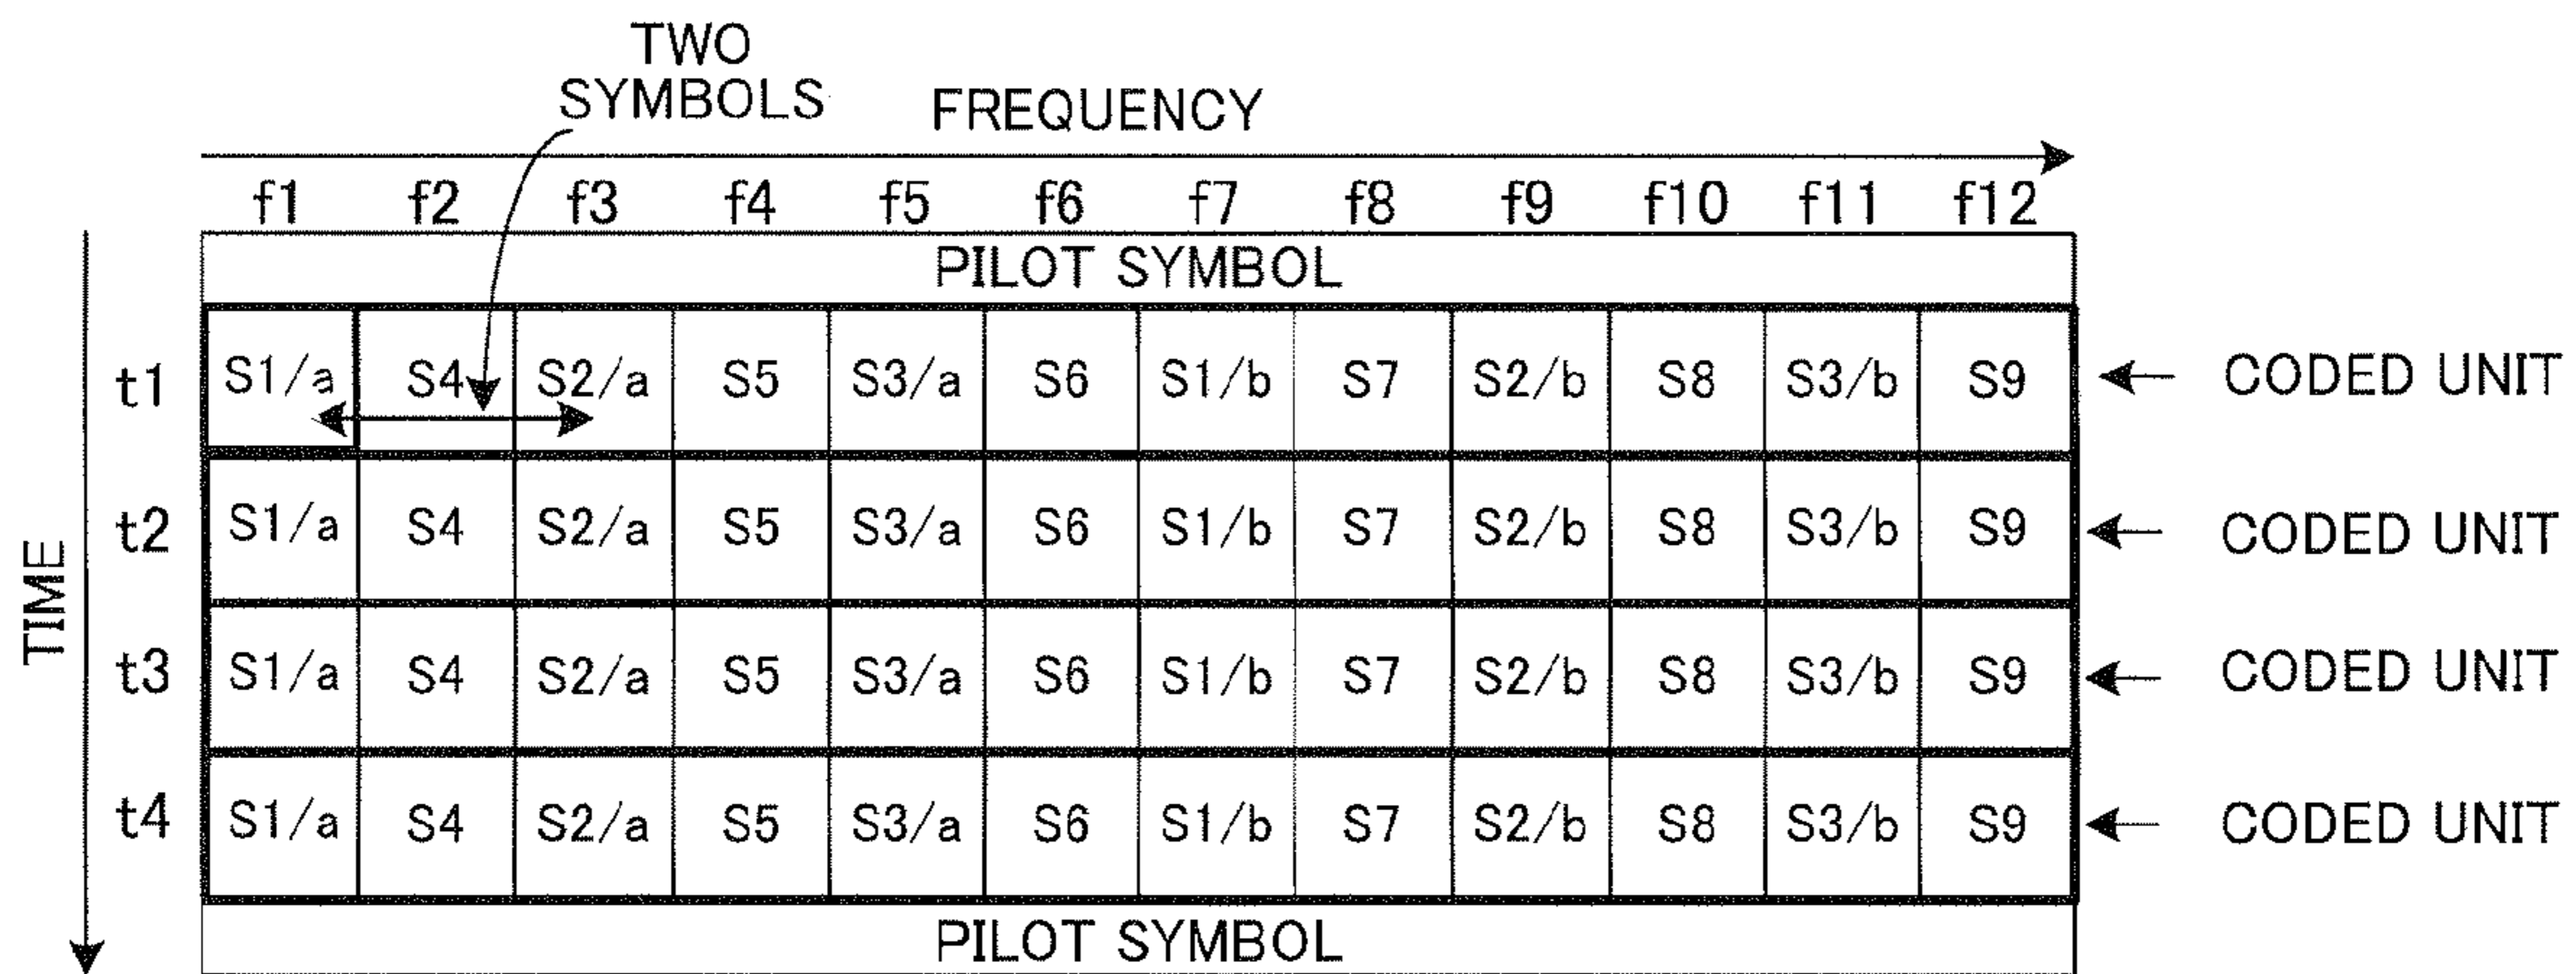 TWO
SYMBOLS
FREQUENCY
f1 f2 f3 f4 f5 f6 f7 f8 f9 f10 f11 f12
PILOT SYMBOL
t1 S1/a S4 S2/a S5 S3/a S6 S1/b S7 S2/b S8 S3/b S9 CODED UNIT
t2 S1/a S4 S2/a S5 S3/a S6 S1/b S7 S2/b S8 S3/b S9 CODED UNIT
TIME
t3 S1/a S4 S2/a S5 S3/a S6 S1/b S7 S2/b S8 S3/b S9 CODED UNIT
t4 S1/a S4 S2/a S5 S3/a S6 S1/b S7 S2/b S8 S3/b S9 CODED UNIT
PILOT SYMBOL